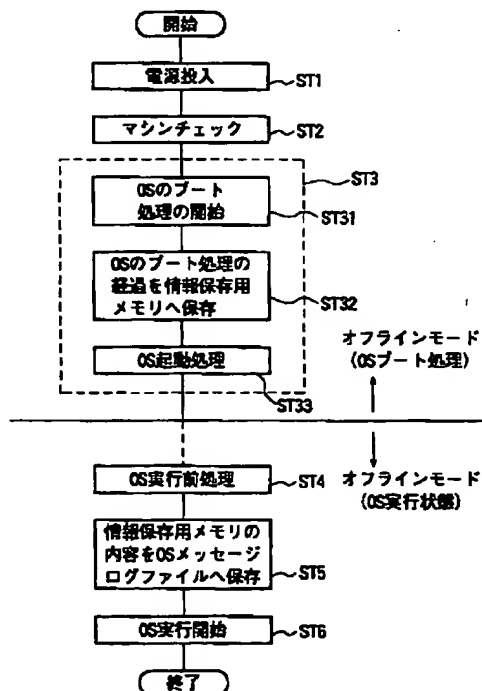 開始
電源投入
ST1
マシンチェック
ST2
ST3
OSのブート
処理の開始
ST31
OSのブート処理の
経過を情報保存用
メモリへ保存
ST32
OS起動処理
ST33
オフラインモード
(OSブート処理)
オフラインモード
(OS実行状態)
OS実行前処理
ST4
情報保存用メモリの
内容をOSメッセージ
ログファイルへ保存
ST5
OS実行開始
ST6
終了